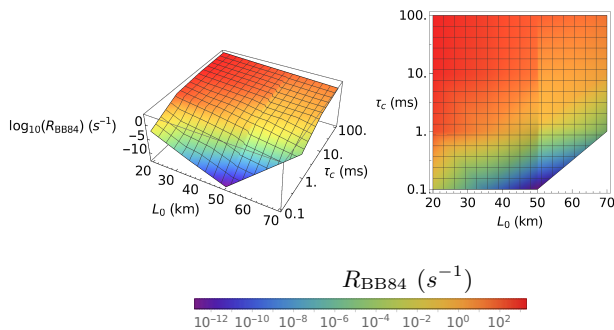 log10(RBB84) (s⁻¹)
0
−5
−10
20
30
40
50
60
70
L0 (km)
0.1
1.
10.
100.
τc (ms)
100.
10.
τc (ms)
1.
0.1
20 30 40 50 60 70
L0 (km)
RBB84 (s⁻¹)
10⁻¹² 10⁻¹⁰ 10⁻⁸ 10⁻⁶ 10⁻⁴ 10⁻² 10⁰ 10²